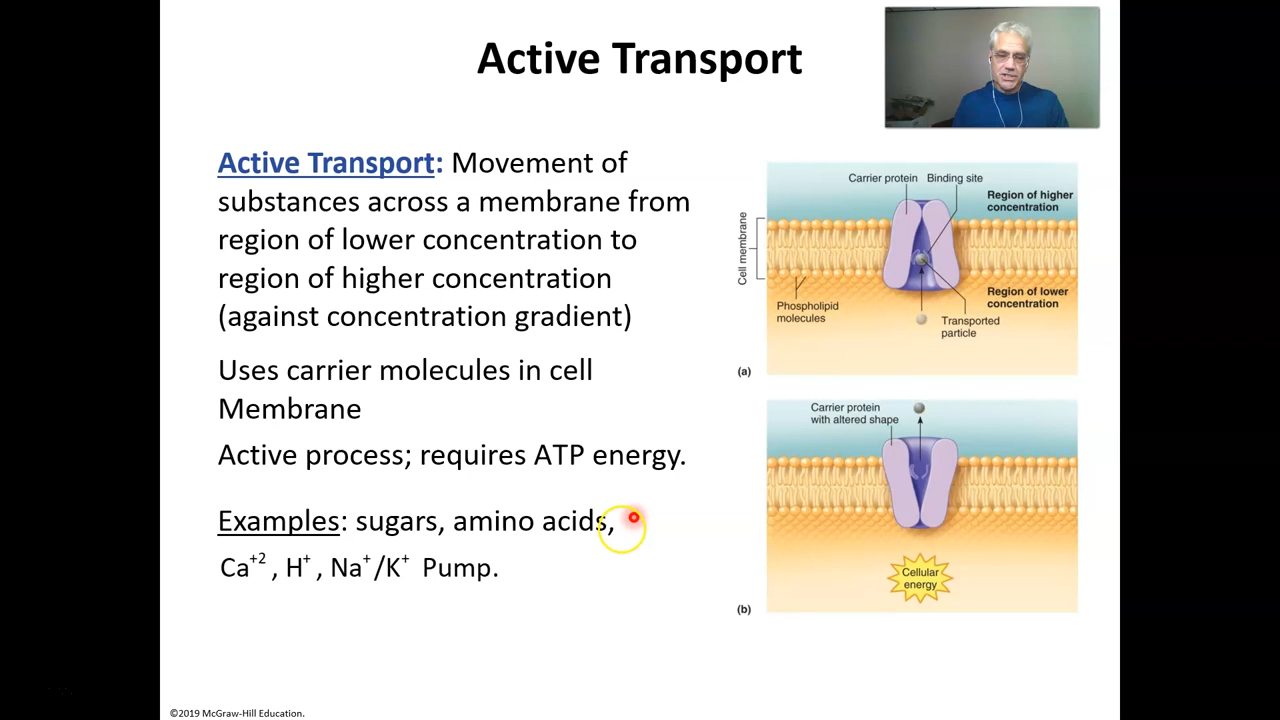 Active Transport
Active Transport: Movement of
substances across a membrane from
region of lower concentration to
region of higher concentration
(against concentration gradient)
Uses carrier molecules in cell
Membrane
Active process; requires ATP energy.
Examples: sugars, amino acids,
Ca⁺², H⁺, Na⁺/K⁺ Pump.
Carrier protein
Binding site
Region of higher
concentration
Cell membrane
Phospholipid
molecules
Region of lower
concentration
Transported
particle
(a)
Carrier protein
with altered shape
Cellular
energy
(b)
©2019 McGraw-Hill Education.